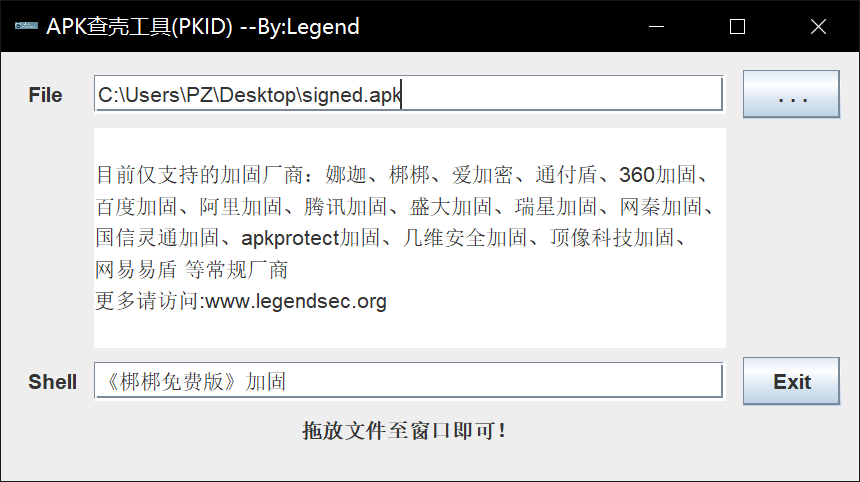 APK查壳工具(PKID) --By:Legend
File
C:\Users\PZ\Desktop\signed.apk
...
目前仅支持的加固厂商：娜迦、梆梆、爱加密、通付盾、360加固、
百度加固、阿里加固、腾讯加固、盛大加固、瑞星加固、网秦加固、
国信灵通加固、apkprotect加固、几维安全加固、顶像科技加固、
网易易盾 等常规厂商
更多请访问:www.legendsec.org
Shell
《梆梆免费版》加固
Exit
拖放文件至窗口即可！